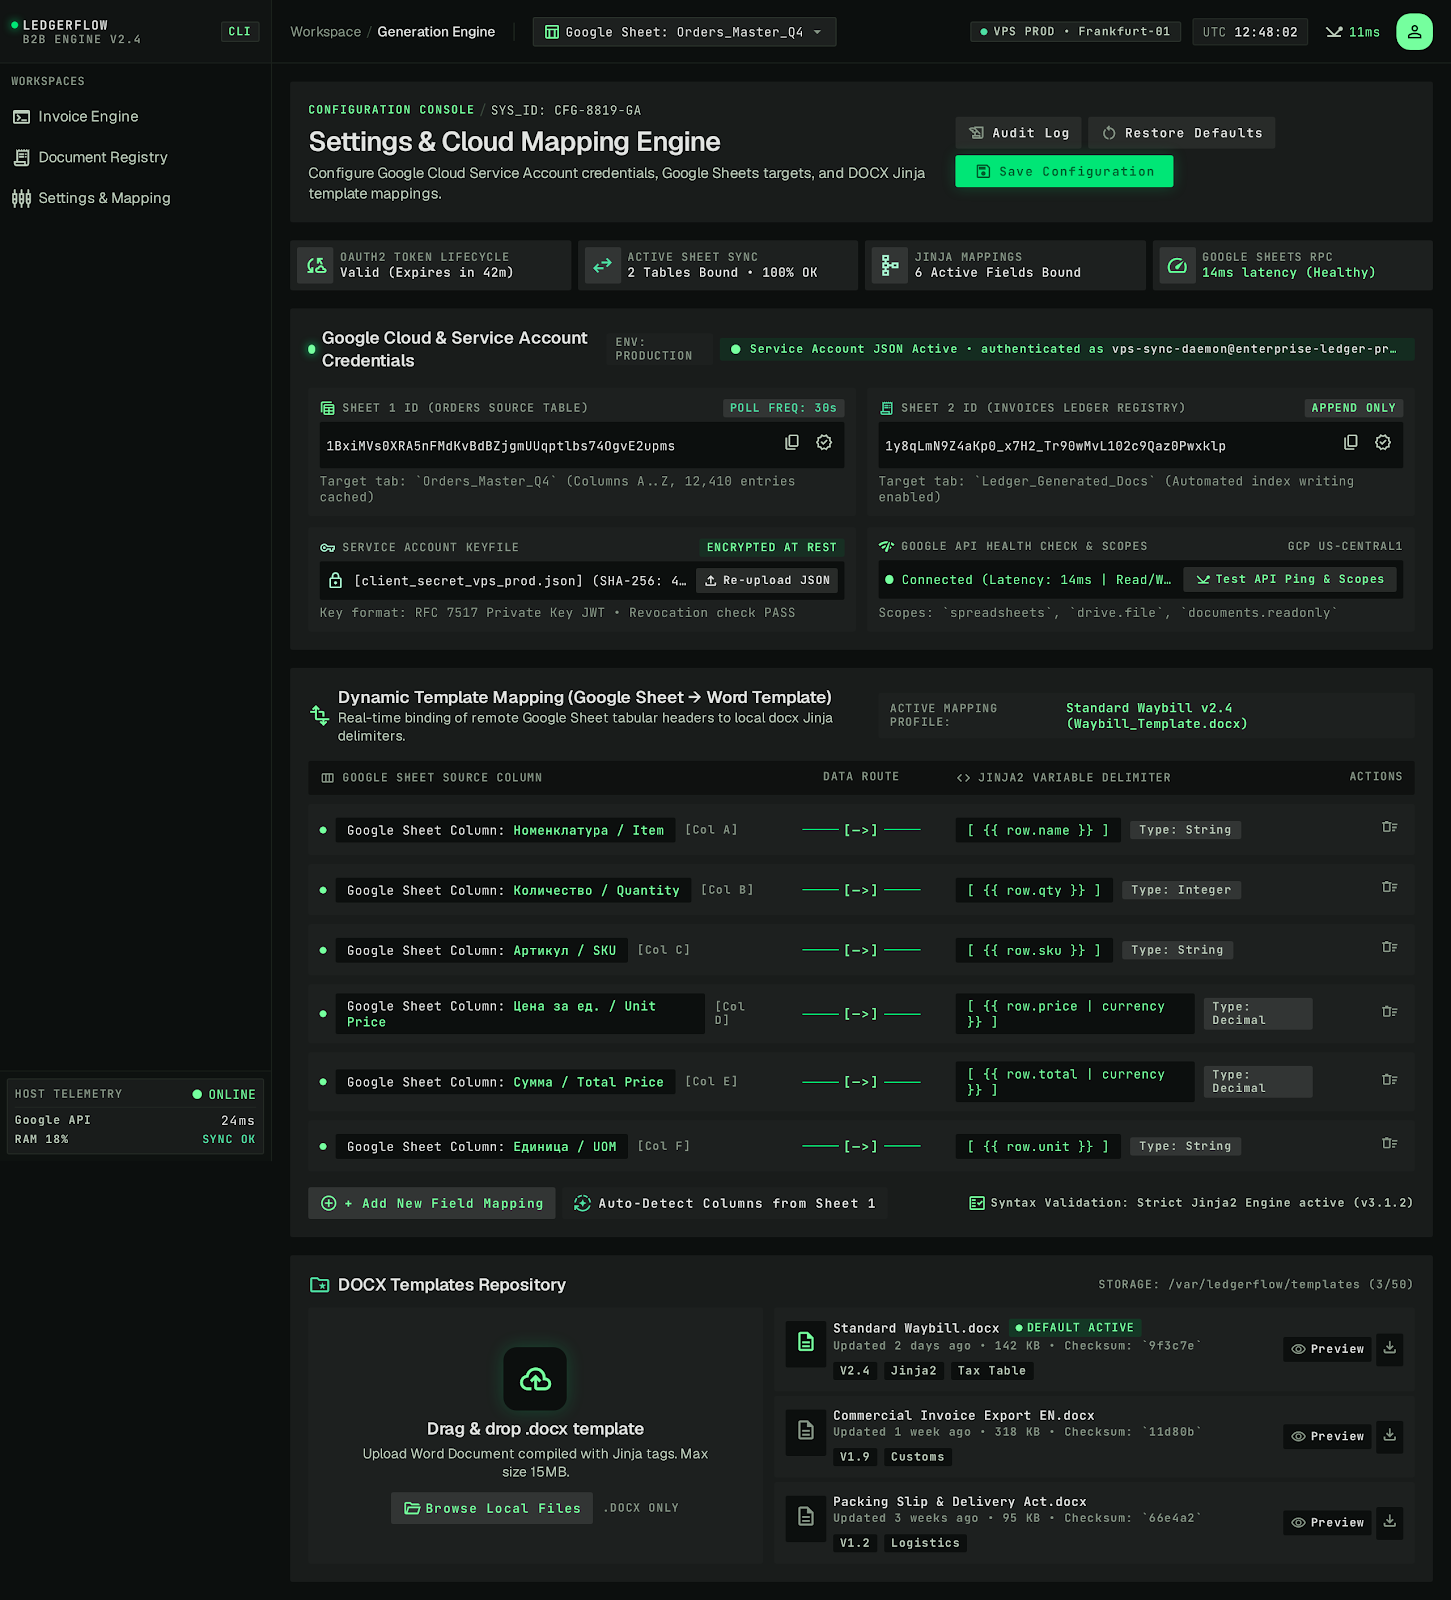 LEDGERFLOW
B2B ENGINE V2.4
CLI
WORKSPACES
Invoice Engine
Document Registry
Settings & Mapping
HOST TELEMETRY
ONLINE
Google API
24ms
RAM 18%
SYNC OK
Workspace / Generation Engine
Google Sheet: Orders_Master_Q4
VPS PROD • Frankfurt-01
UTC 12:48:02
11ms
CONFIGURATION CONSOLE / SYS_ID: CFG-8819-GA
Settings & Cloud Mapping Engine
Configure Google Cloud Service Account credentials, Google Sheets targets, and DOCX Jinja
template mappings.
Audit Log
Restore Defaults
Save Configuration
OAUTH2 TOKEN LIFECYCLE
Valid (Expires in 42m)
ACTIVE SHEET SYNC
2 Tables Bound • 100% OK
JINJA MAPPINGS
6 Active Fields Bound
GOOGLE SHEETS RPC
14ms latency (Healthy)
Google Cloud & Service Account
Credentials
ENV:
PRODUCTION
Service Account JSON Active • authenticated as vps-sync-daemon@enterprise-ledger-pr…
SHEET 1 ID (ORDERS SOURCE TABLE)
POLL FREQ: 30s
1BxiMVs0XRA5nFMdKvBdBZjgmUUqptlbs74OgvE2upms
Target tab: `Orders_Master_Q4` (Columns A..Z, 12,410 entries
cached)
SHEET 2 ID (INVOICES LEDGER REGISTRY)
APPEND ONLY
1y8qLmN9Z4aKp0_x7H2_Tr90wMvL102c9Qaz0Pwxklp
Target tab: `Ledger_Generated_Docs` (Automated index writing
enabled)
SERVICE ACCOUNT KEYFILE
ENCRYPTED AT REST
[client_secret_vps_prod.json] (SHA-256: 4…
Re-upload JSON
Key format: RFC 7517 Private Key JWT • Revocation check PASS
GOOGLE API HEALTH CHECK & SCOPES
GCP US-CENTRAL1
Connected (Latency: 14ms | Read/W…
Test API Ping & Scopes
Scopes: `spreadsheets`, `drive.file`, `documents.readonly`
Dynamic Template Mapping (Google Sheet → Word Template)
Real-time binding of remote Google Sheet tabular headers to local docx Jinja
delimiters.
ACTIVE MAPPING
PROFILE:
Standard Waybill v2.4
(Waybill_Template.docx)
GOOGLE SHEET SOURCE COLUMN
DATA ROUTE
<> JINJA2 VARIABLE DELIMITER
ACTIONS
Google Sheet Column: Номенклатура / Item [Col A]
[—>]
[ {{ row.name }} ]
Type: String
Google Sheet Column: Количество / Quantity [Col B]
[—>]
[ {{ row.qty }} ]
Type: Integer
Google Sheet Column: Артикул / SKU [Col C]
[—>]
[ {{ row.sku }} ]
Type: String
Google Sheet Column: Цена за ед. / Unit
Price
[Col
D]
[—>]
[ {{ row.price | currency
}} ]
Type:
Decimal
Google Sheet Column: Сумма / Total Price [Col E]
[—>]
[ {{ row.total | currency
}} ]
Type:
Decimal
Google Sheet Column: Единица / UOM [Col F]
[—>]
[ {{ row.unit }} ]
Type: String
+ Add New Field Mapping
Auto-Detect Columns from Sheet 1
Syntax Validation: Strict Jinja2 Engine active (v3.1.2)
DOCX Templates Repository
STORAGE: /var/ledgerflow/templates (3/50)
Drag & drop .docx template
Upload Word Document compiled with Jinja tags. Max
size 15MB.
Browse Local Files
.DOCX ONLY
Standard Waybill.docx
DEFAULT ACTIVE
Updated 2 days ago • 142 KB • Checksum: `9f3c7e`
V2.4
Jinja2
Tax Table
Preview
Commercial Invoice Export EN.docx
Updated 1 week ago • 318 KB • Checksum: `11d80b`
V1.9
Customs
Preview
Packing Slip & Delivery Act.docx
Updated 3 weeks ago • 95 KB • Checksum: `66e4a2`
V1.2
Logistics
Preview